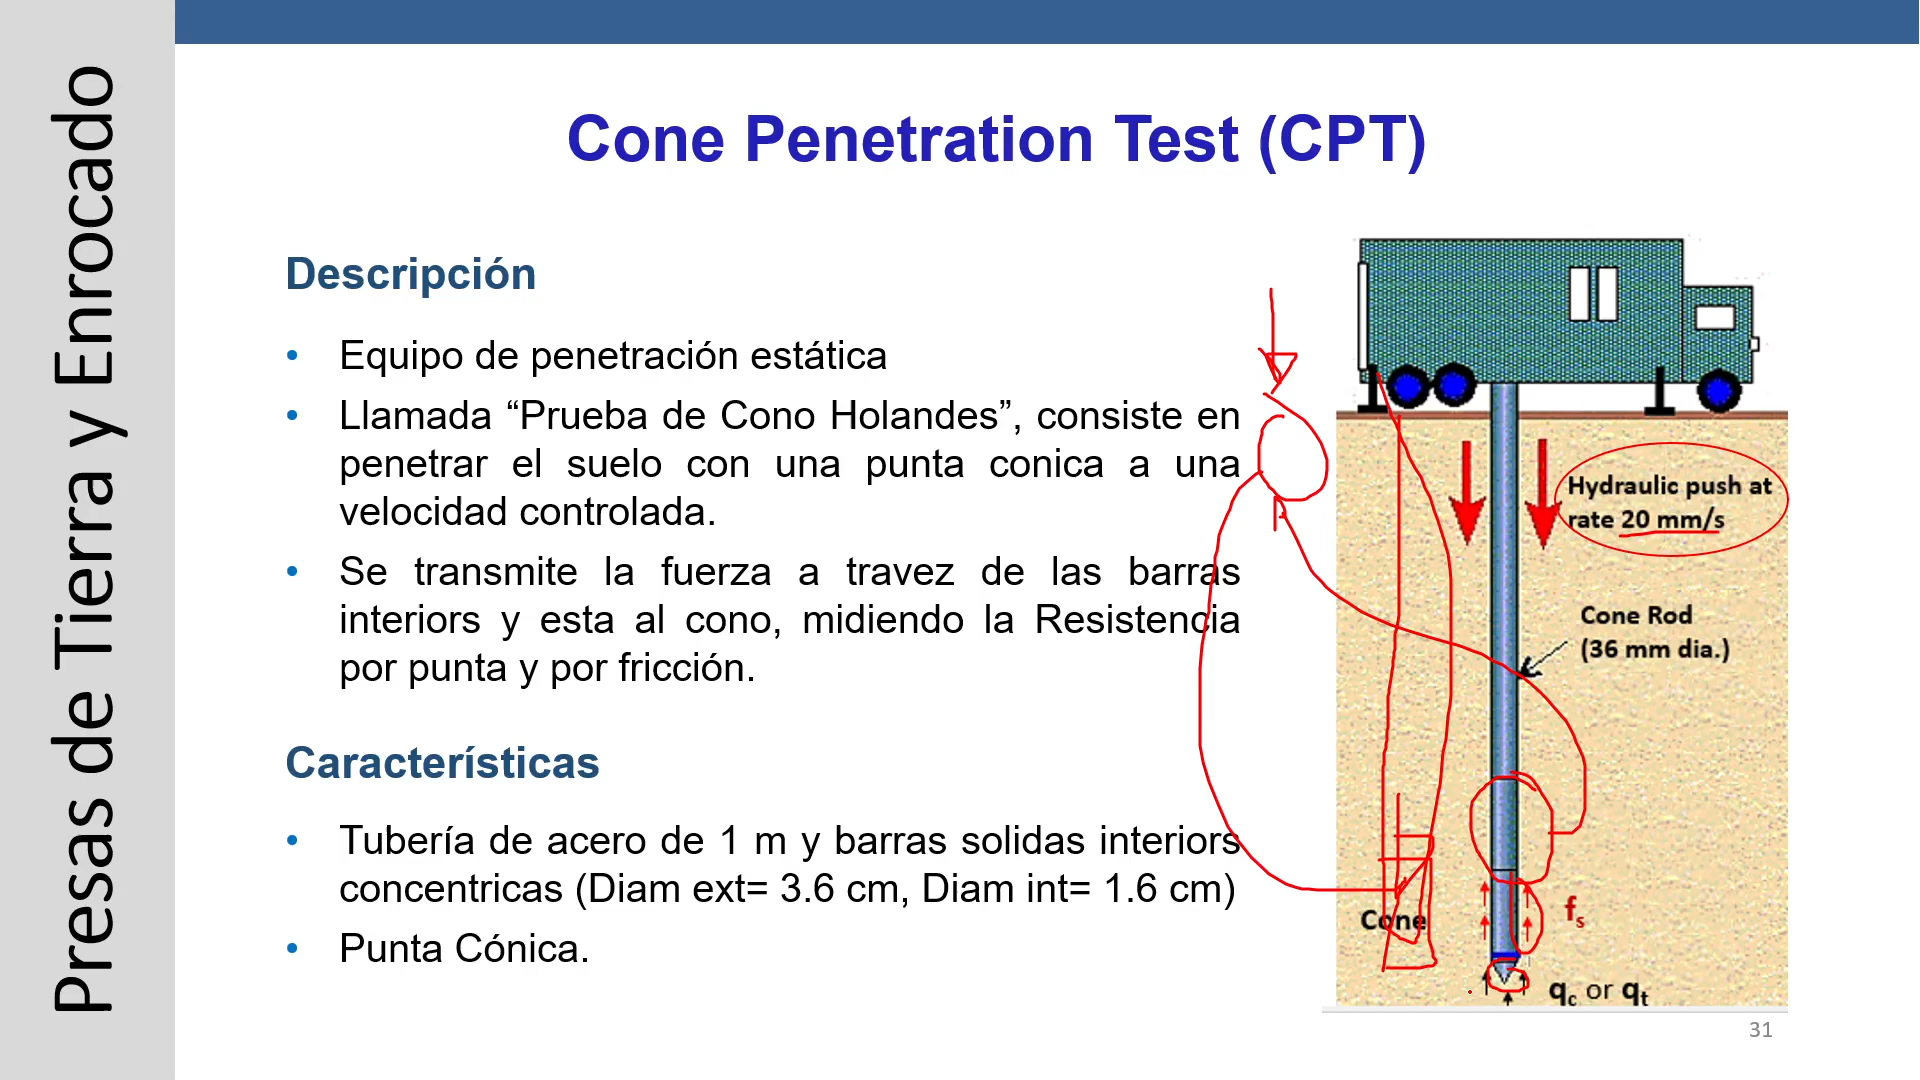 Presas de Tierra y Enrocado
Cone Penetration Test (CPT)
Descripción
• Equipo de penetración estática
• Llamada “Prueba de Cono Holandes”, consiste en
penetrar el suelo con una punta conica a una
velocidad controlada.
• Se transmite la fuerza a travez de las barras
interiors y esta al cono, midiendo la Resistencia
por punta y por fricción.
Características
• Tubería de acero de 1 m y barras solidas interiors
concentricas (Diam ext= 3.6 cm, Diam int= 1.6 cm)
• Punta Cónica.
Hydraulic push at
rate 20 mm/s
Cone Rod
(36 mm dia.)
fs
Cone
qc or qt
31